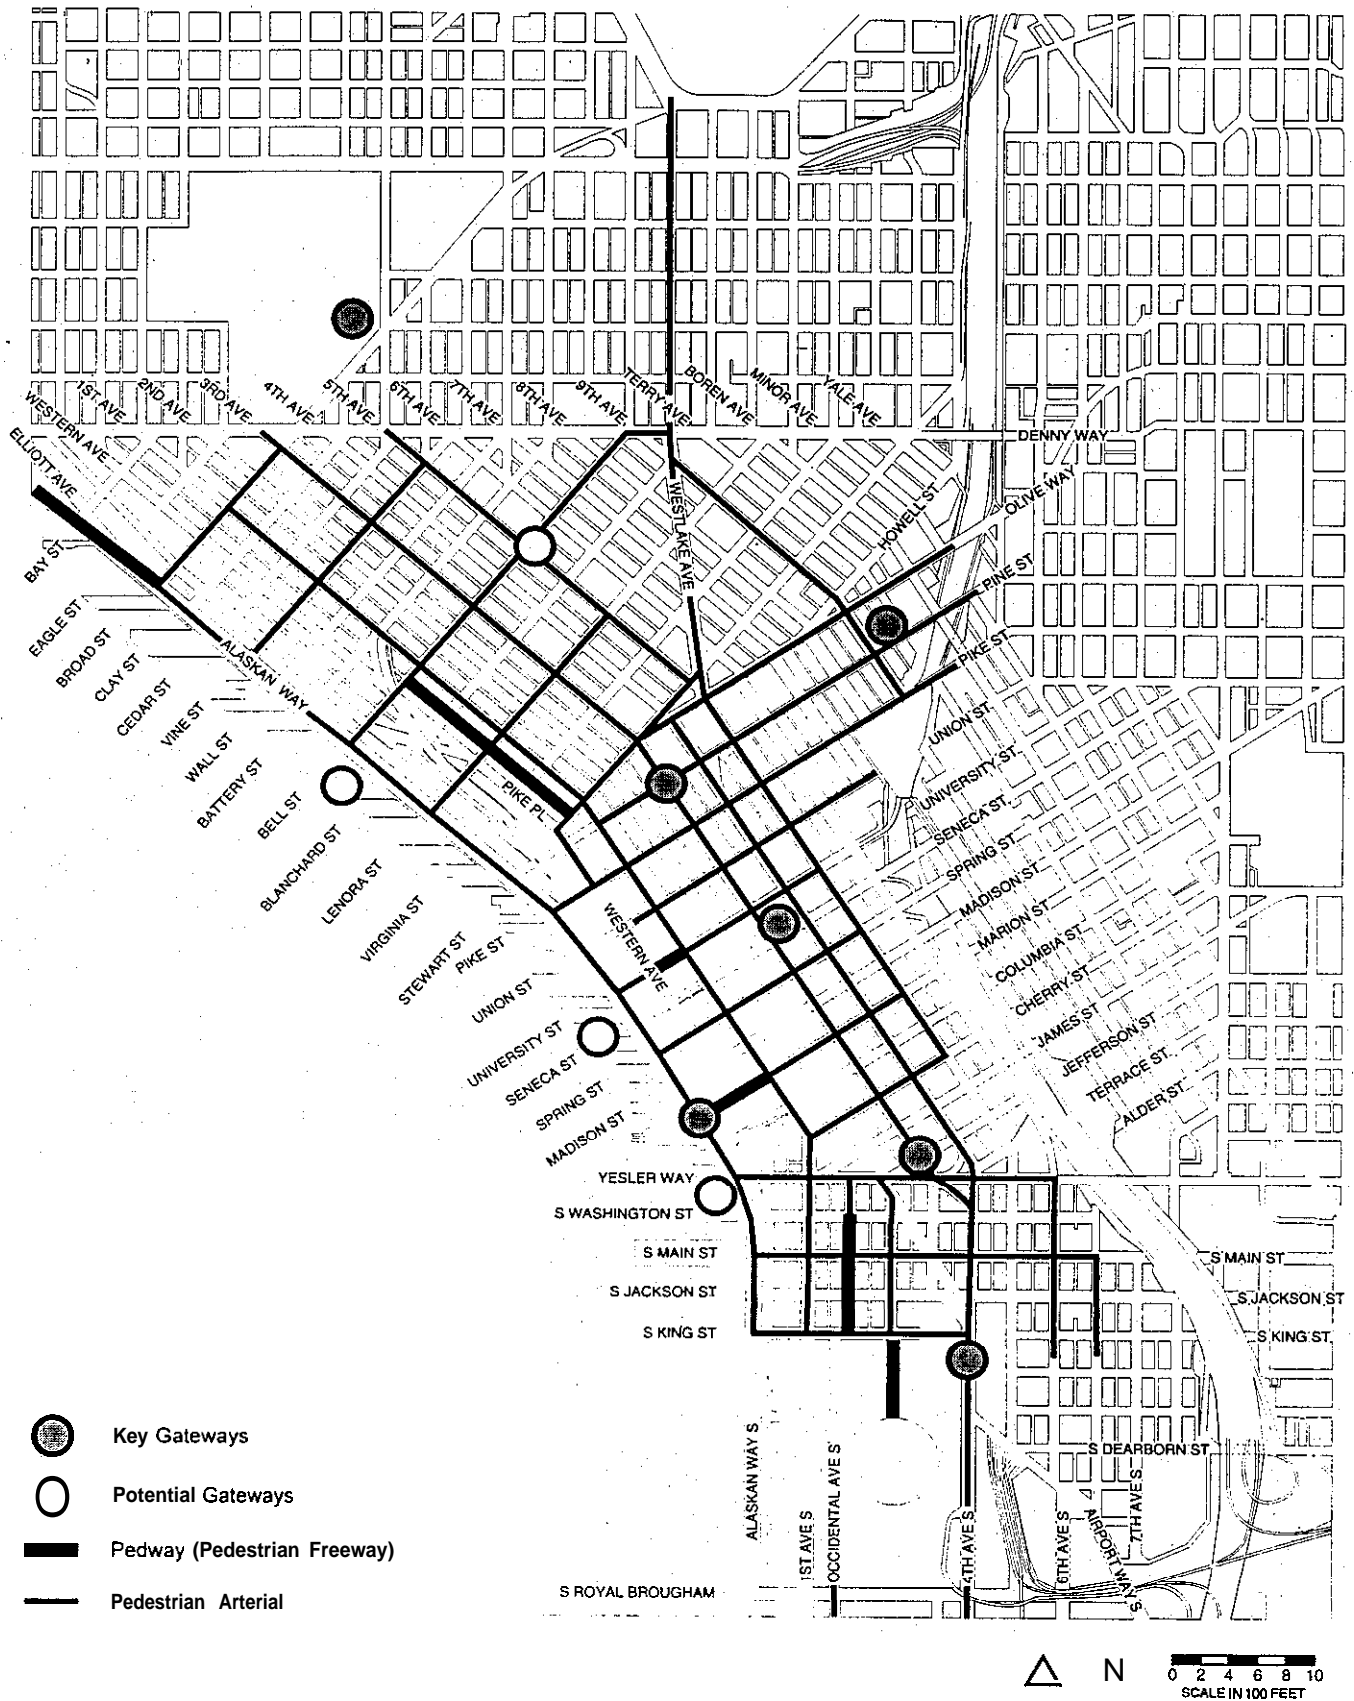 WESTERN AVE
1ST AVE
2ND AVE
3RD AVE
4TH AVE
5TH AVE
6TH AVE
7TH AVE
8TH AVE
9TH AVE
TERRY AVE
BOREN AVE
MINOR AVE
YALE AVE
DENNY WAY
ELLIOTT AVE
WESTLAKE AVE
HOWELL ST
OLIVE WAY
PINE ST
PIKE ST
BAY ST
EAGLE ST
BROAD ST
CLAY ST
CEDAR ST
VINE ST
WALL ST
BATTERY ST
BELL ST
BLANCHARD ST
LENORA ST
VIRGINIA ST
STEWART ST
PIKE ST
UNION ST
UNIVERSITY ST
SENECA ST
SPRING ST
MADISON ST
ALASKAN WAY
PIKE PL
WESTERN AVE
UNION ST
UNIVERSITY ST
SENECA ST
SPRING ST
MADISON ST
MARION ST
COLUMBIA ST
CHERRY ST
JAMES ST
JEFFERSON ST
TERRACE ST
ALDER ST
YESLER WAY
S WASHINGTON ST
S MAIN ST
S JACKSON ST
S KING ST
S MAIN ST
S JACKSON ST
S KING ST
S DEARBORN ST
ALASKAN WAY S
1ST AVE S
OCCIDENTAL AVE S
4TH AVE S
6TH AVE S
AIRPORT WAY S
7TH AVE S
S ROYAL BROUGHAM
Key Gateways
Potential Gateways
Pedway (Pedestrian Freeway)
Pedestrian Arterial
N
0 2 4 6 8 10
SCALE IN 100 FEET